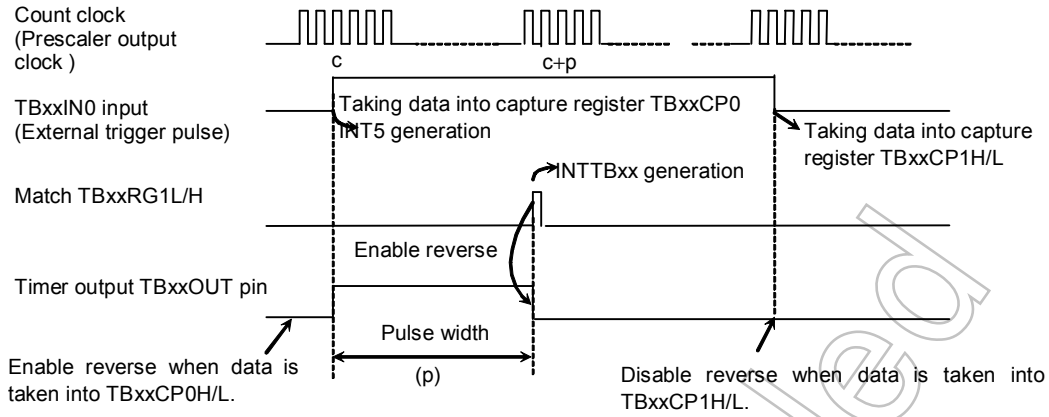 Count clock
(Prescaler output
clock )
c
c+p
TBxxIN0 input
(External trigger pulse)
Taking data into capture register TBxxCP0
INT5 generation
Taking data into capture
register TBxxCP1H/L
INTTBxx generation
Match TBxxRG1L/H
Enable reverse
Timer output TBxxOUT pin
Pulse width
(p)
Enable reverse when data is
taken into TBxxCP0H/L.
Disable reverse when data is taken into
TBxxCP1H/L.
led